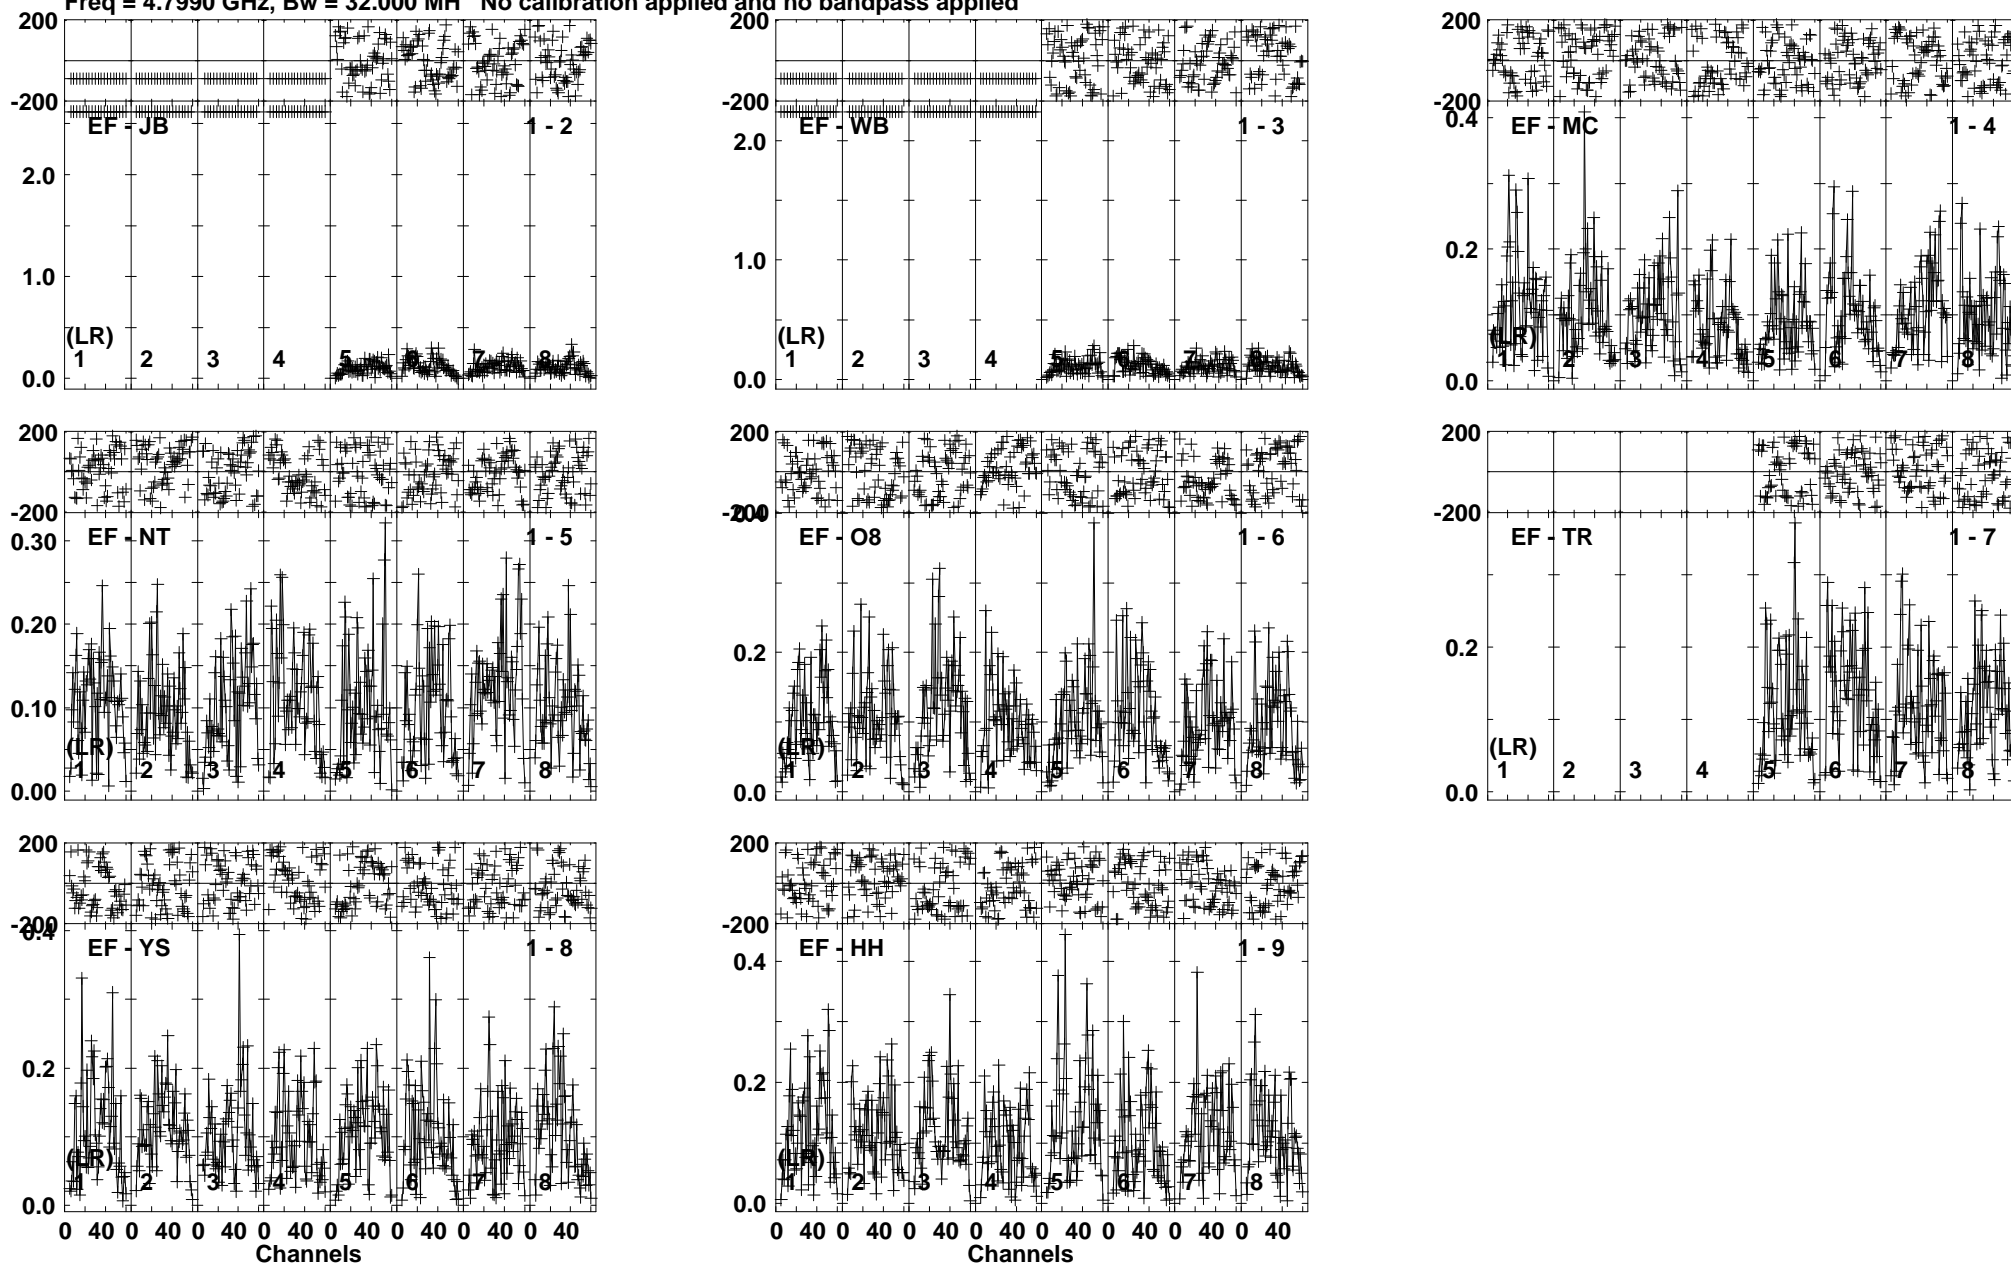 Freq = 4.7990 GHz, Bw = 32.000 MH No calibration applied and no bandpass applied
200
-200
EF - JB 1 - 2
2.0
1.0
(LR)
1 2 3 4 5 6 7 8
0.0
200
-200
EF - WB 1 - 3
2.0
1.0
(LR)
1 2 3 4 5 6 7 8
0.0
200
-200
0.4
EF - MC 1 - 4
0.2
(LR)
1 2 3 4 5 6 7 8
0.0
200
-200
EF - NT 1 - 5
0.30
0.20
0.10
(LR)
1 2 3 4 5 6 7 8
0.00
200
-200
0.4
EF - O8 1 - 6
0.2
(LR)
1 2 3 4 5 6 7 8
0.0
200
-200
EF - TR 1 - 7
0.2
(LR)
1 2 3 4 5 6 7 8
0.0
200
-200
0.4
EF - YS 1 - 8
0.2
(LR)
1 2 3 4 5 6 7 8
0.0
0 40 0 40 0 40 0 40 0 40 0 40 0 40 0 40
Channels
200
-200
EF - HH 1 - 9
0.4
0.2
(LR)
1 2 3 4 5 6 7 8
0.0
0 40 0 40 0 40 0 40 0 40 0 40 0 40 0 40
Channels